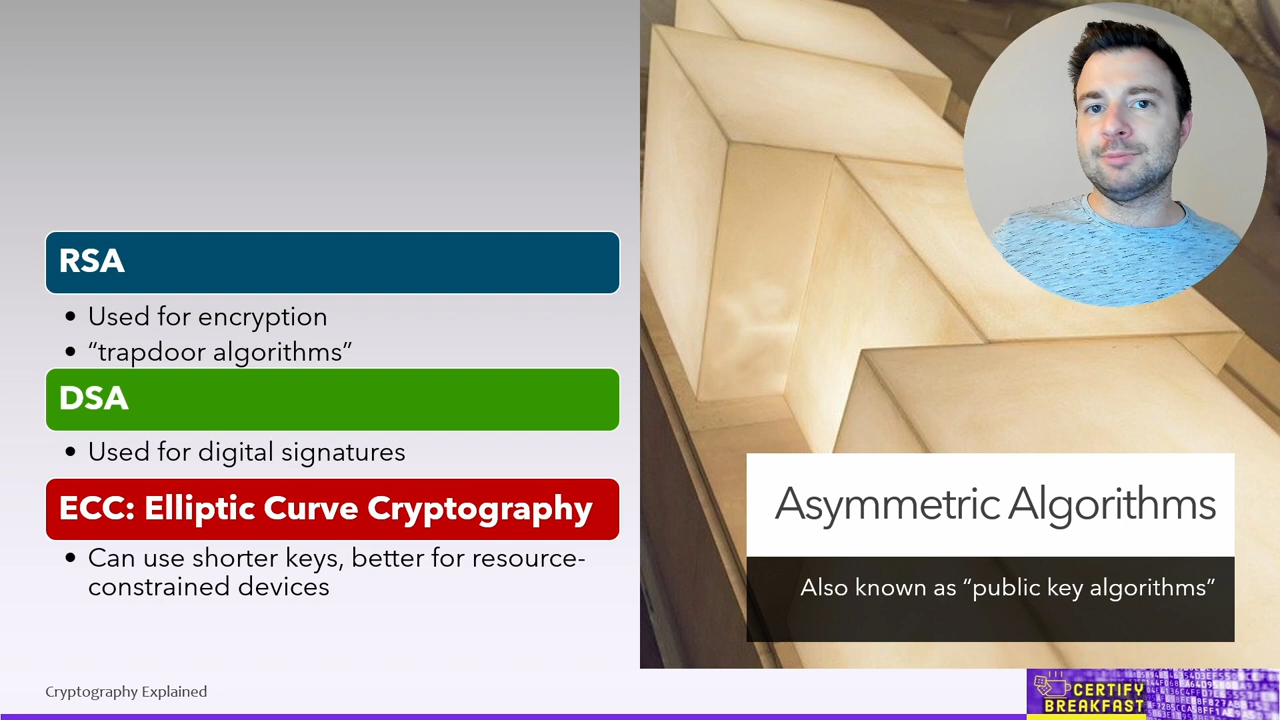 RSA
• Used for encryption
• “trapdoor algorithms”
DSA
• Used for digital signatures
ECC: Elliptic Curve Cryptography
• Can use shorter keys, better for resource-
constrained devices
Asymmetric Algorithms
Also known as “public key algorithms”
Cryptography Explained
CERTIFY
BREAKFAST